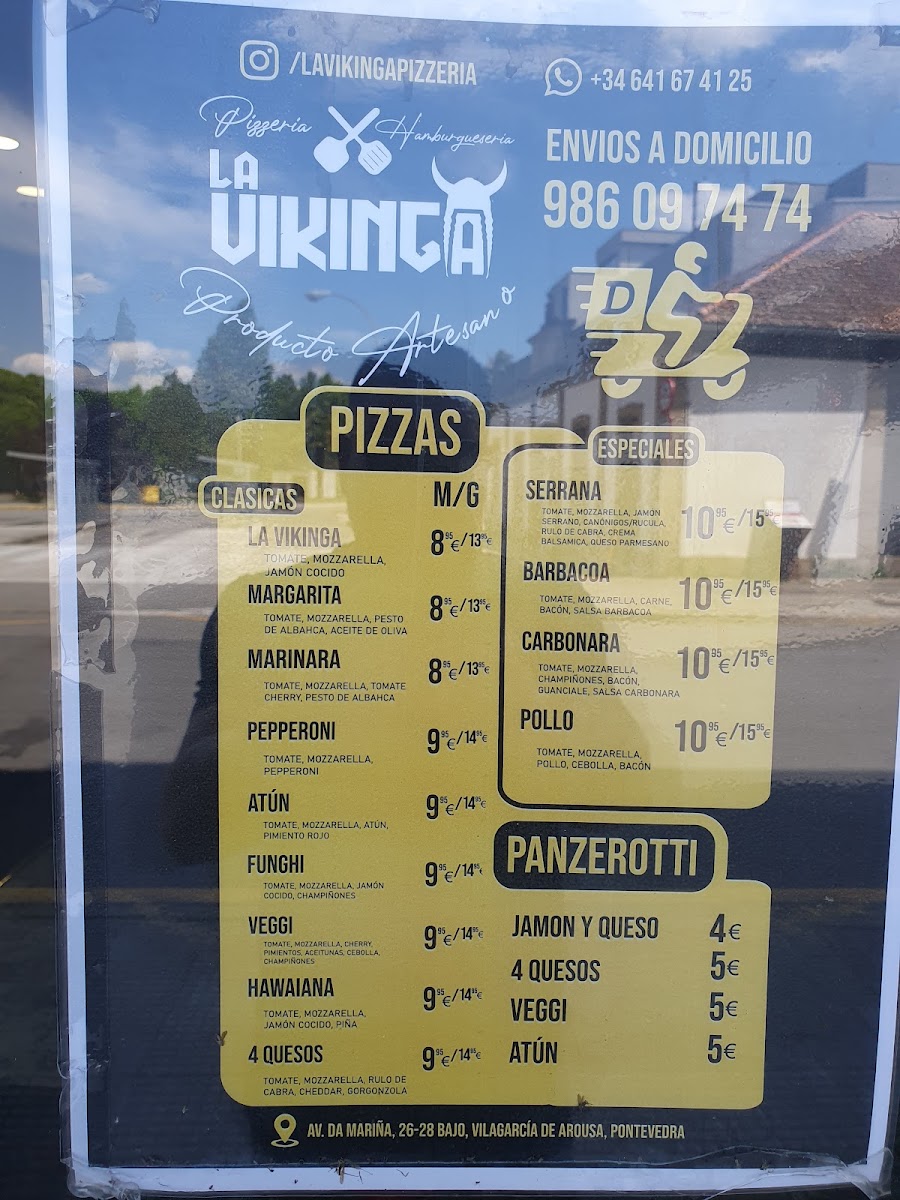 /LAVIKINGAPIZZERIA
+34 641 67 41 25
Pizzeria Hamburgueseria
LA
VIKINGA
Producto Artesano
ENVIOS A DOMICILIO
986 09 74 74
D
PIZZAS
CLASICAS
M/G
LA VIKINGA 8,95€/13,95€
TOMATE, MOZZARELLA,
JAMÓN COCIDO
MARGARITA 8,95€/13,95€
TOMATE, MOZZARELLA, PESTO
DE ALBAHCA, ACEITE DE OLIVA
MARINARA 8,95€/13,95€
TOMATE, MOZZARELLA, TOMATE
CHERRY, PESTO DE ALBAHCA
PEPPERONI 9,95€/14,95€
TOMATE, MOZZARELLA,
PEPPERONI
ATÚN 9,95€/14,95€
TOMATE, MOZZARELLA, ATÚN,
PIMIENTO ROJO
FUNGHI 9,95€/14,95€
TOMATE, MOZZARELLA, JAMÓN
COCIDO, CHAMPIÑONES
VEGGI 9,95€/14,95€
TOMATE, MOZZARELLA, CHERRY,
PIMIENTOS, ACEITUNAS, CEBOLLA,
CHAMPIÑONES
HAWAIANA 9,95€/14,95€
TOMATE, MOZZARELLA,
JAMÓN COCIDO, PIÑA
4 QUESOS 9,95€/14,95€
TOMATE, MOZZARELLA, RULO DE
CABRA, CHEDDAR, GORGONZOLA
ESPECIALES
SERRANA 10,95€/15,95€
TOMATE, MOZZARELLA, JAMON
SERRANO, CANÓNIGOS/RUCULA,
RULO DE CABRA, CREMA
BALSAMICA, QUESO PARMESANO
BARBACOA 10,95€/15,95€
TOMATE, MOZZARELLA, CARNE,
BACÓN, SALSA BARBACOA
CARBONARA 10,95€/15,95€
TOMATE, MOZZARELLA,
CHAMPIÑONES, BACÓN,
GUANCIALE, SALSA CARBONARA
POLLO 10,95€/15,95€
TOMATE, MOZZARELLA,
POLLO, CEBOLLA, BACÓN
PANZEROTTI
JAMON Y QUESO 4€
4 QUESOS 5€
VEGGI 5€
ATÚN 5€
AV. DA MARIÑA, 26-28 BAJO, VILAGARCÍA DE AROUSA, PONTEVEDRA